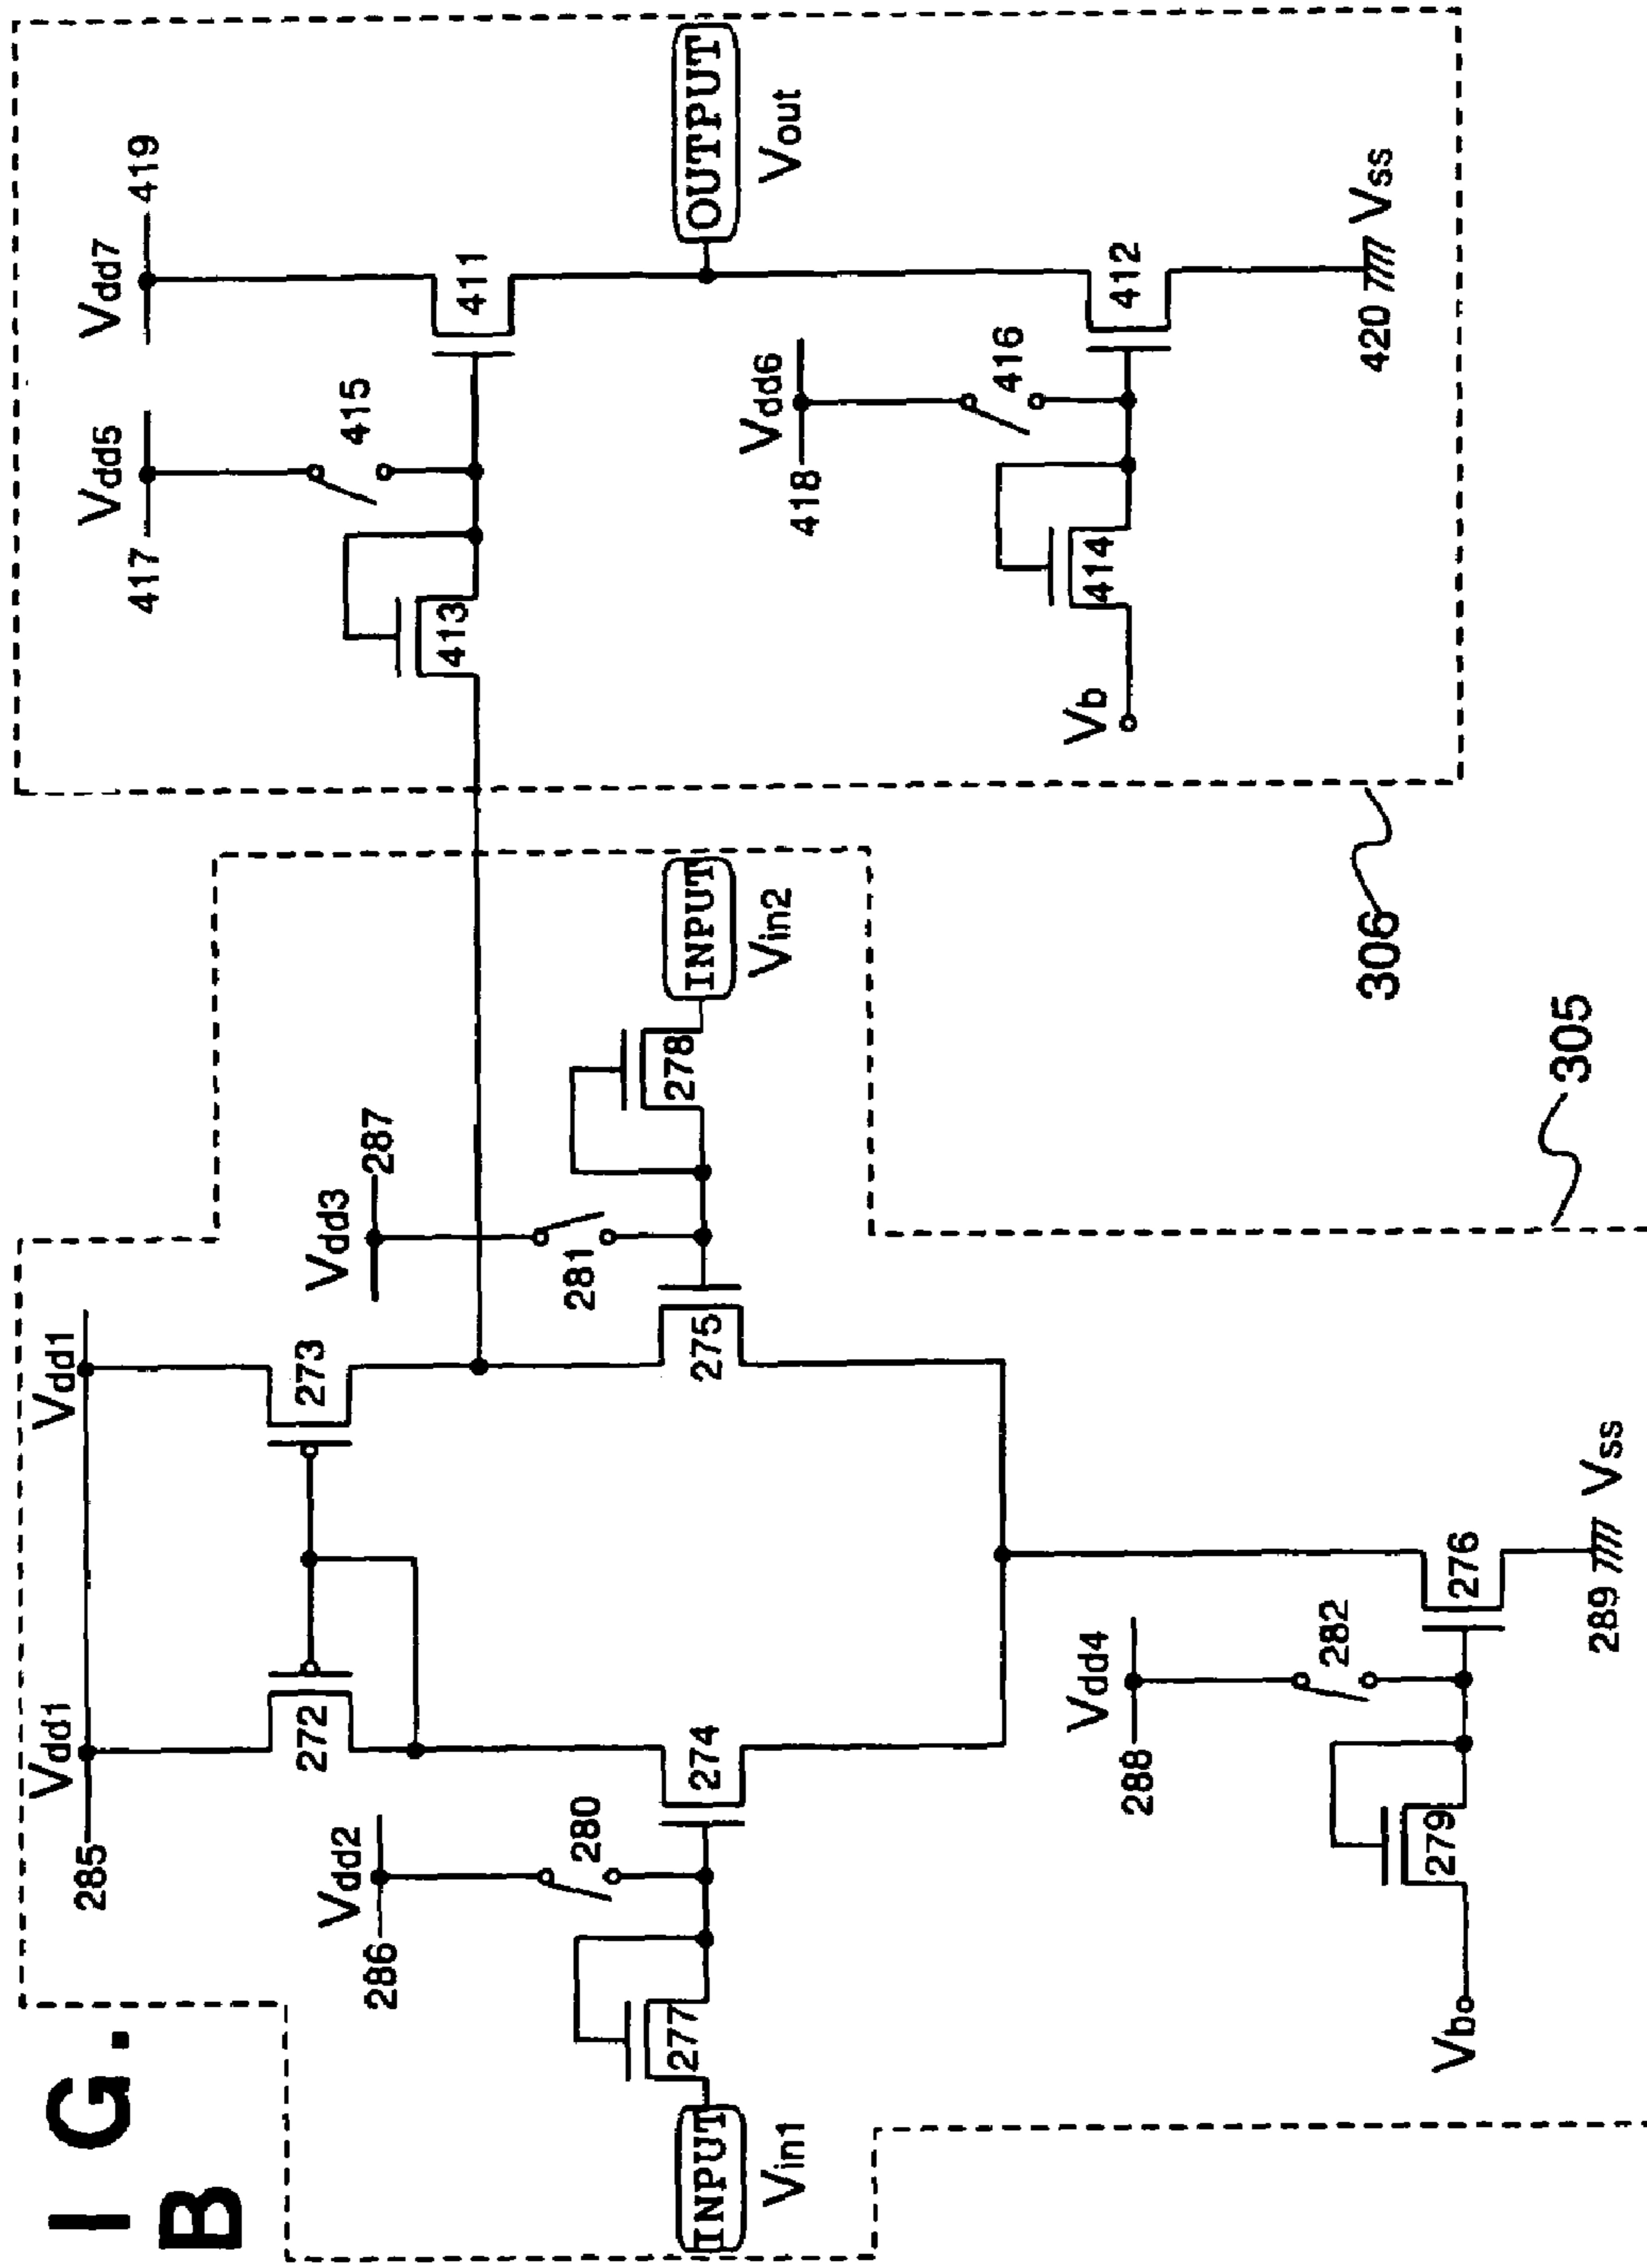 I G.
B
Vdd1
Vdd1
285
272
273
Vdd2
286
280
Vdd3
287
281
274
275
277
278
INPUT
Vin1
INPUT
Vin2
Vdd4
288
282
276
279
Vb
289
Vss
305
Vdd5
417
415
Vdd7
419
411
413
OUTPUT
Vout
Vdd6
418
416
412
414
Vb
420
Vss
306